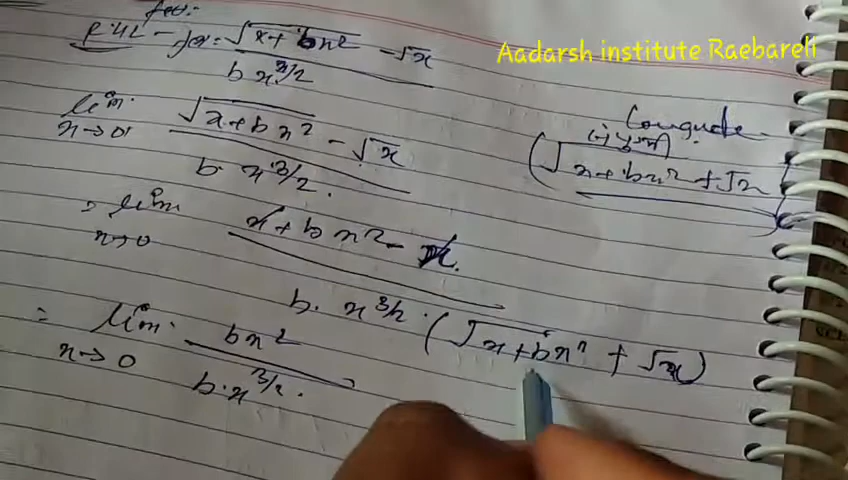 Aadarsh institute Raebareli
√x + bx² - √x
bx^3/2
lim √x + bx² - √x
x→0⁺ b. x^3/2.
Conjugate
(√x + bx² + √x
= lim x + bx² - x
x→0 b. x^3/2. (√x + bx² + √x)
= lim. bx²
x→0 b. x^3/2.